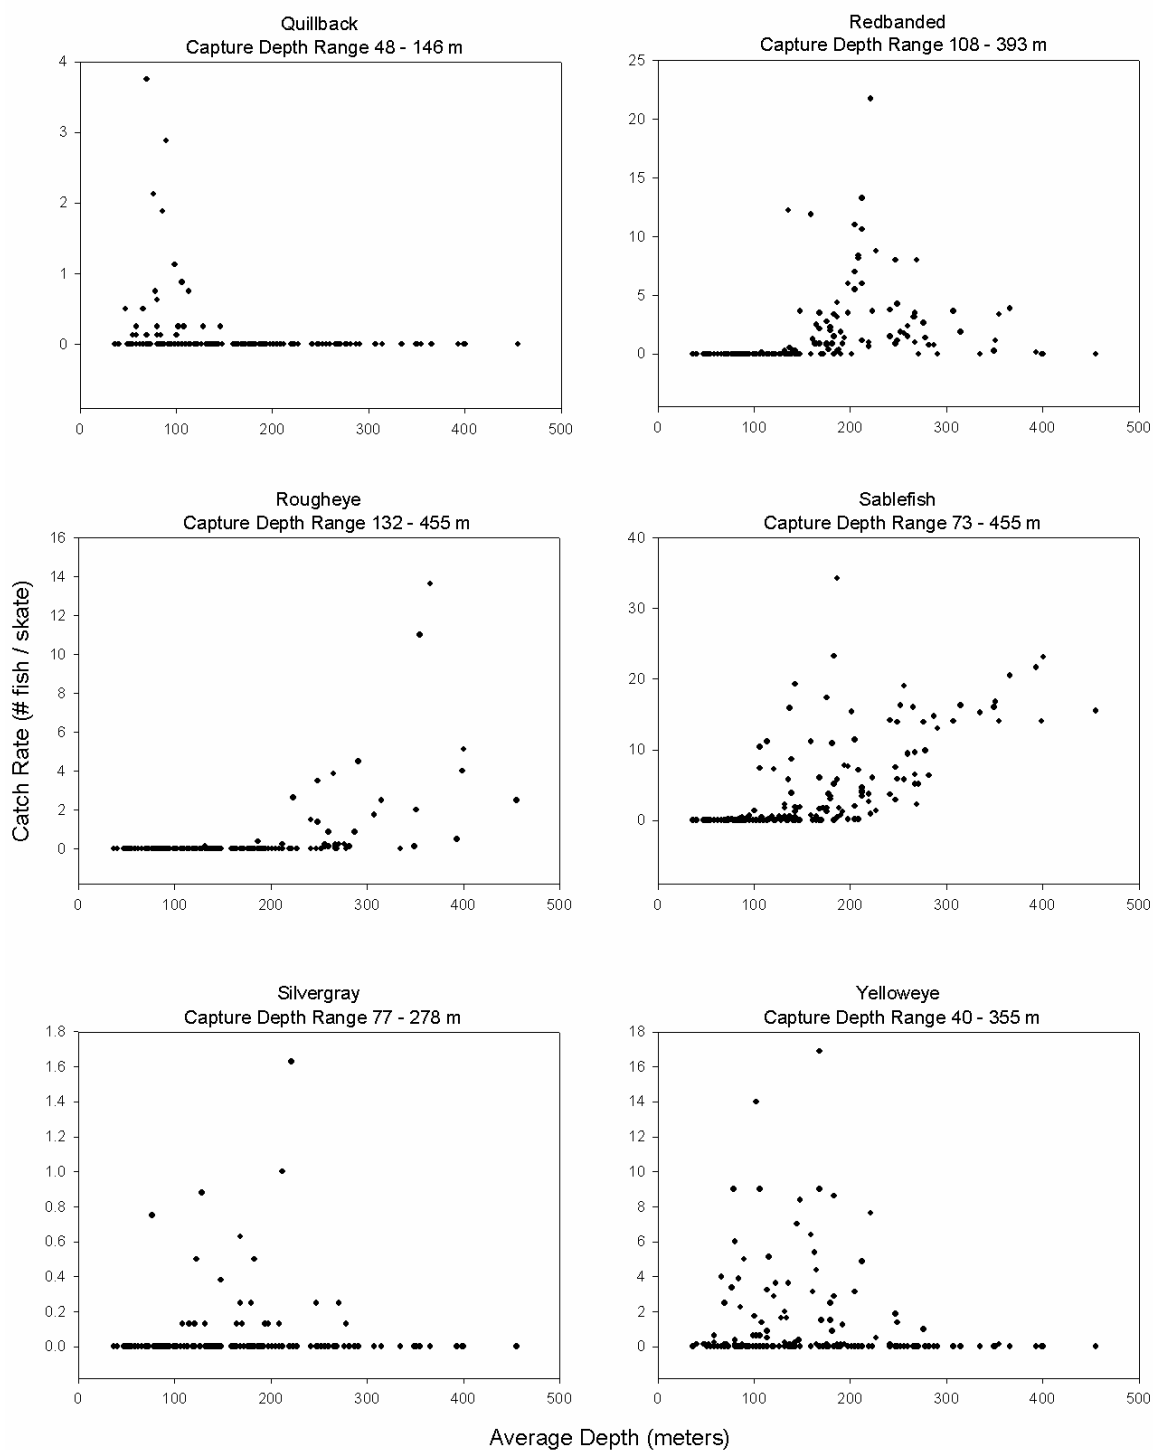 Quillback
Capture Depth Range 48 - 146 m
4
3
2
1
0
0 100 200 300 400 500
Redbanded
Capture Depth Range 108 - 393 m
25
20
15
10
5
0
0 100 200 300 400 500
Rougheye
Capture Depth Range 132 - 455 m
16
14
12
10
8
6
4
2
0
0 100 200 300 400 500
Sablefish
Capture Depth Range 73 - 455 m
40
30
20
10
0
0 100 200 300 400 500
Catch Rate (# fish / skate)
Silvergray
Capture Depth Range 77 - 278 m
1.8
1.6
1.4
1.2
1.0
0.8
0.6
0.4
0.2
0.0
0 100 200 300 400 500
Yelloweye
Capture Depth Range 40 - 355 m
18
16
14
12
10
8
6
4
2
0
0 100 200 300 400 500
Average Depth (meters)